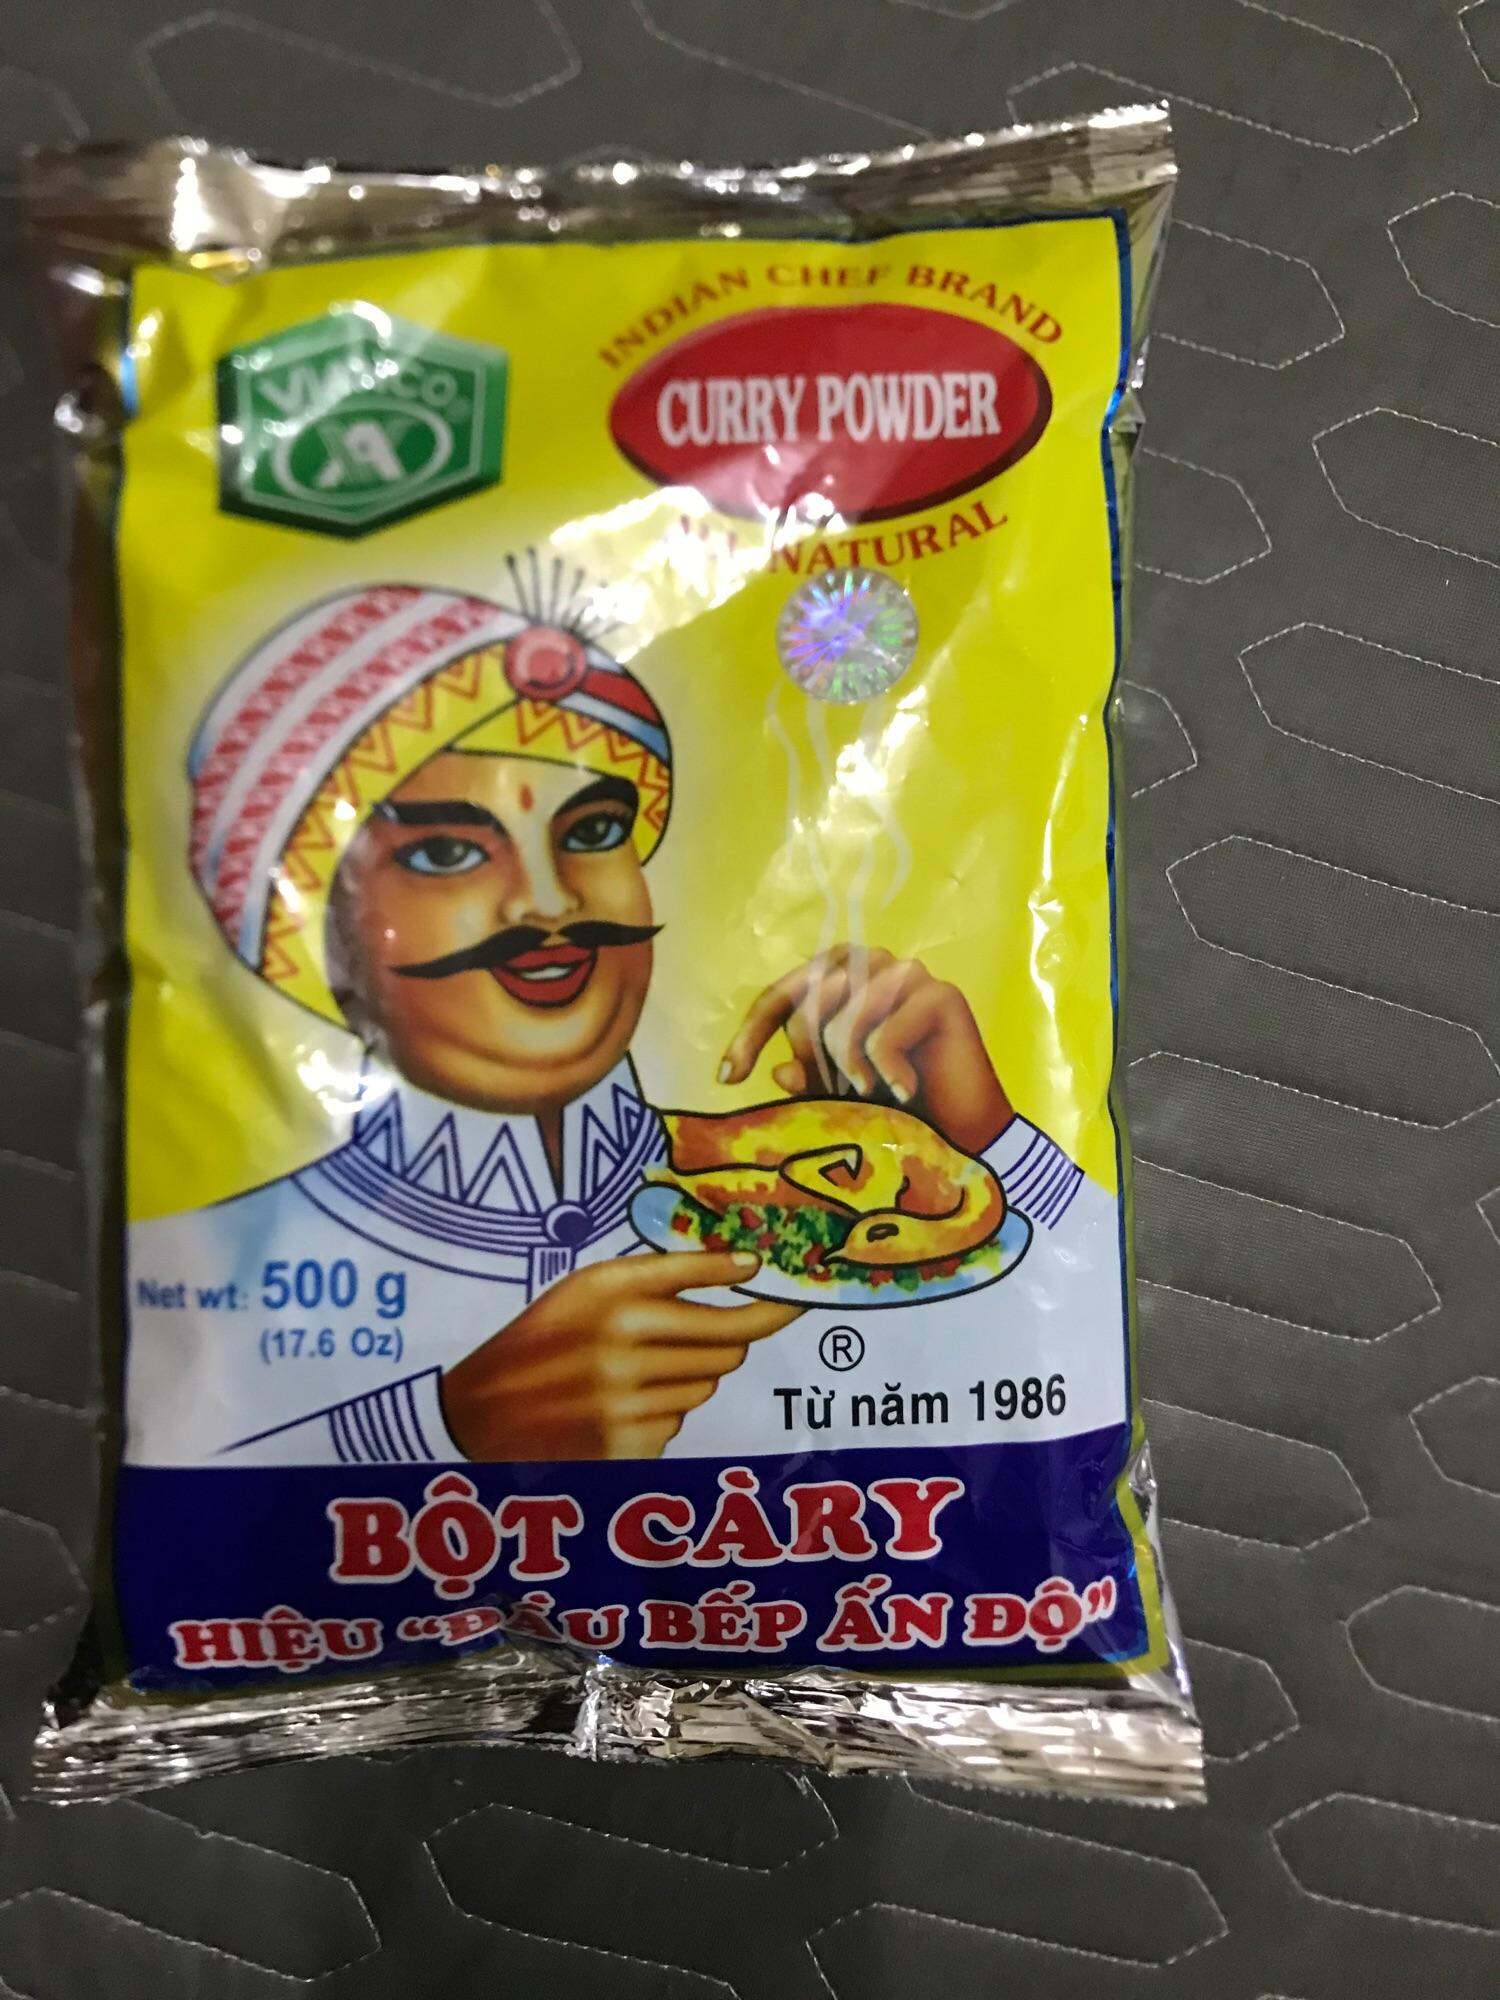 INDIAN CHEF BRAND
CURRY POWDER
NATURAL
Net wt: 500 g
(17.6 Oz)
®
Từ năm 1986
BỘT CÀRY
HIỆU “ĐẦU BẾP ẤN ĐỘ”